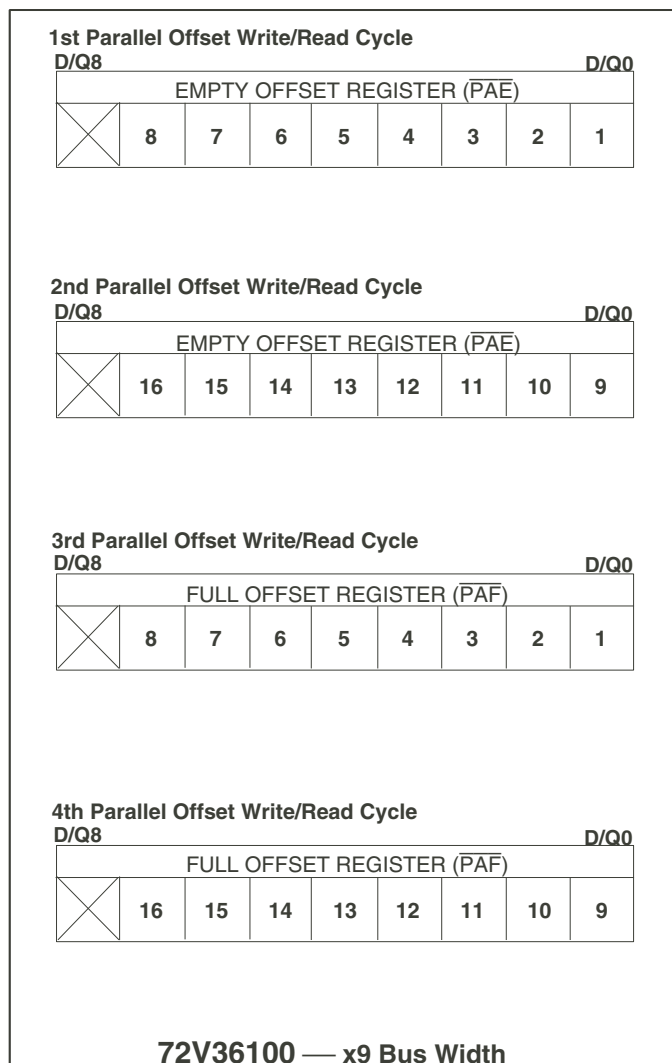 1st Parallel Offset Write/Read Cycle
D/Q8 D/Q0
EMPTY OFFSET REGISTER (P̅A̅E̅)
8 7 6 5 4 3 2 1
2nd Parallel Offset Write/Read Cycle
D/Q8 D/Q0
EMPTY OFFSET REGISTER (P̅A̅E̅)
16 15 14 13 12 11 10 9
3rd Parallel Offset Write/Read Cycle
D/Q8 D/Q0
FULL OFFSET REGISTER (P̅A̅F̅)
8 7 6 5 4 3 2 1
4th Parallel Offset Write/Read Cycle
D/Q8 D/Q0
FULL OFFSET REGISTER (P̅A̅F̅)
16 15 14 13 12 11 10 9
72V36100 — x9 Bus Width